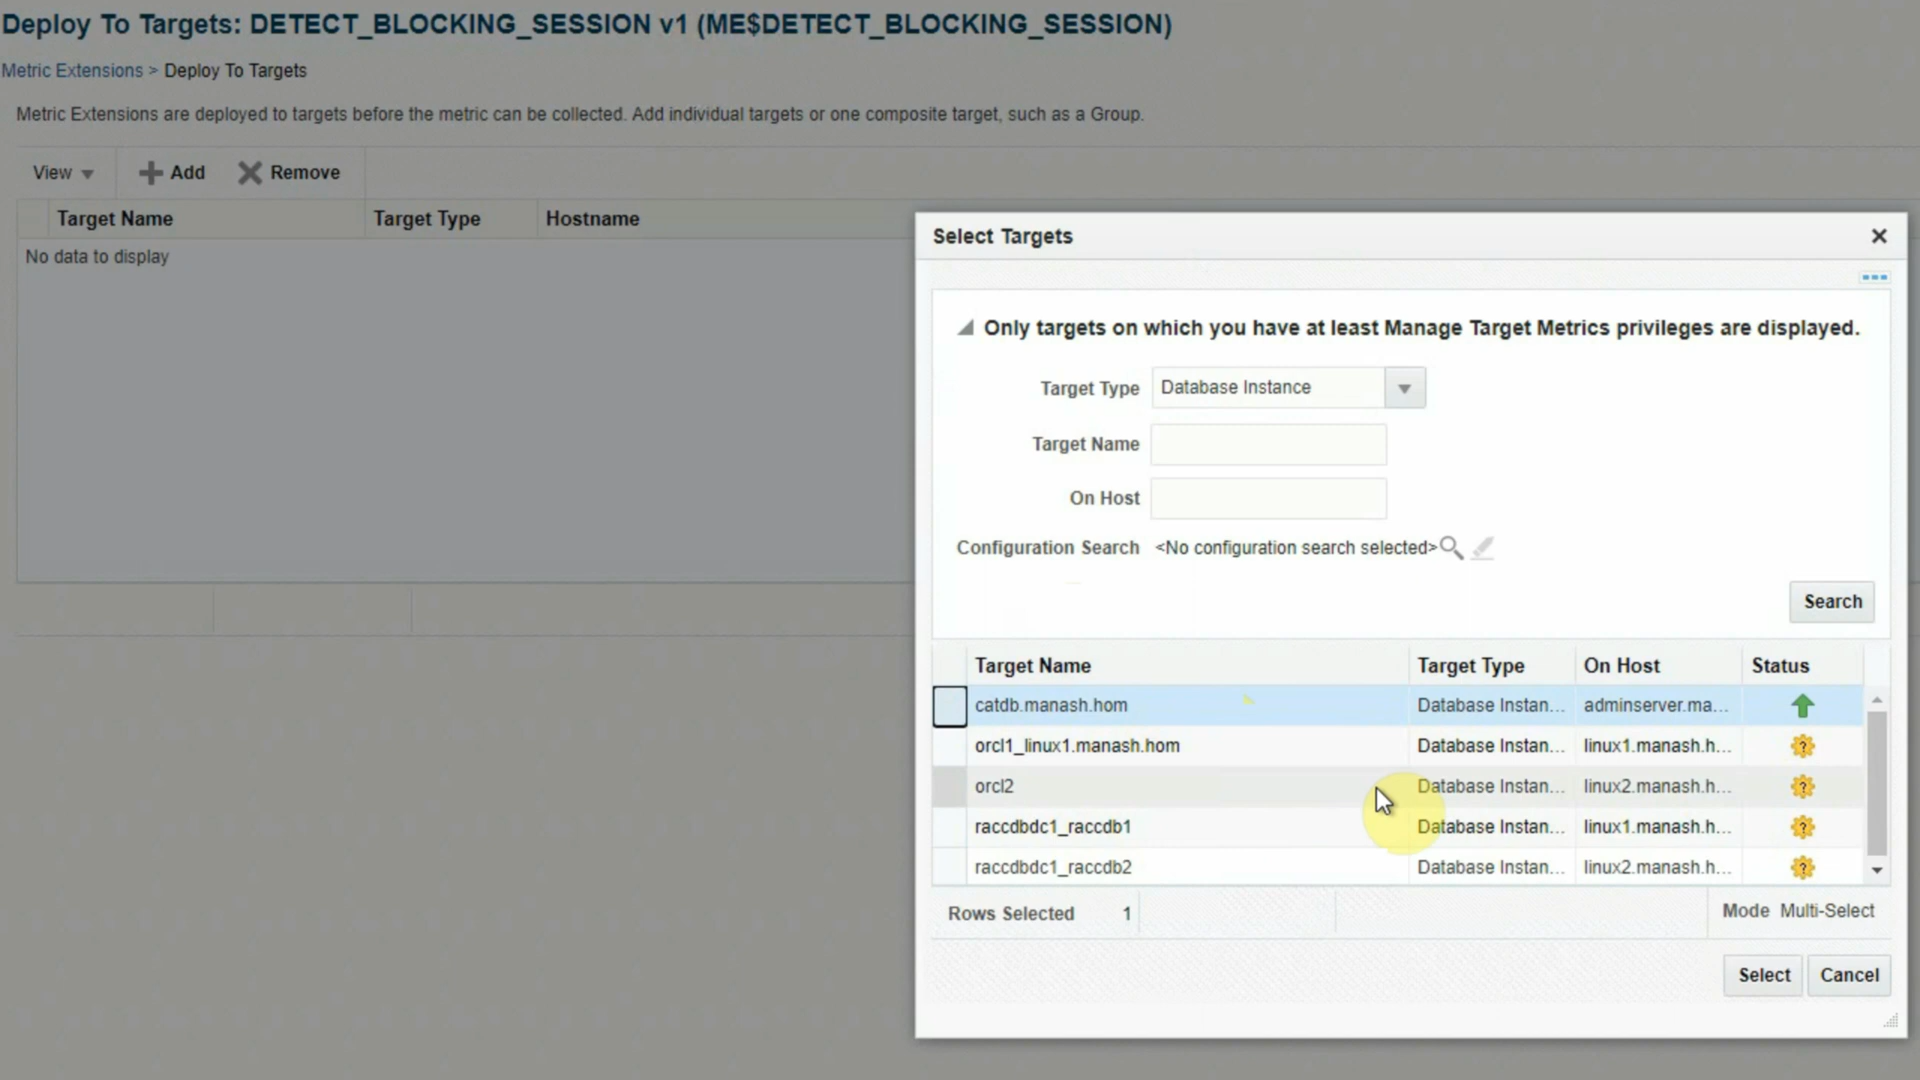 Deploy To Targets: DETECT_BLOCKING_SESSION v1 (ME$DETECT_BLOCKING_SESSION)
Metric Extensions > Deploy To Targets
Metric Extensions are deployed to targets before the metric can be collected. Add individual targets or one composite target, such as a Group.
View Add Remove
Target Name Target Type Hostname
No data to display
Select Targets
Only targets on which you have at least Manage Target Metrics privileges are displayed.
Target Type Database Instance
Target Name
On Host
Configuration Search <No configuration search selected>
Search
Target Name Target Type On Host Status
catdb.manash.hom Database Instan... adminserver.ma...
orcl1_linux1.manash.hom Database Instan... linux1.manash.h...
orcl2 Database Instan... linux2.manash.h...
raccdbdc1_raccdb1 Database Instan... linux1.manash.h...
raccdbdc1_raccdb2 Database Instan... linux2.manash.h...
Rows Selected 1 Mode Multi-Select
Select Cancel